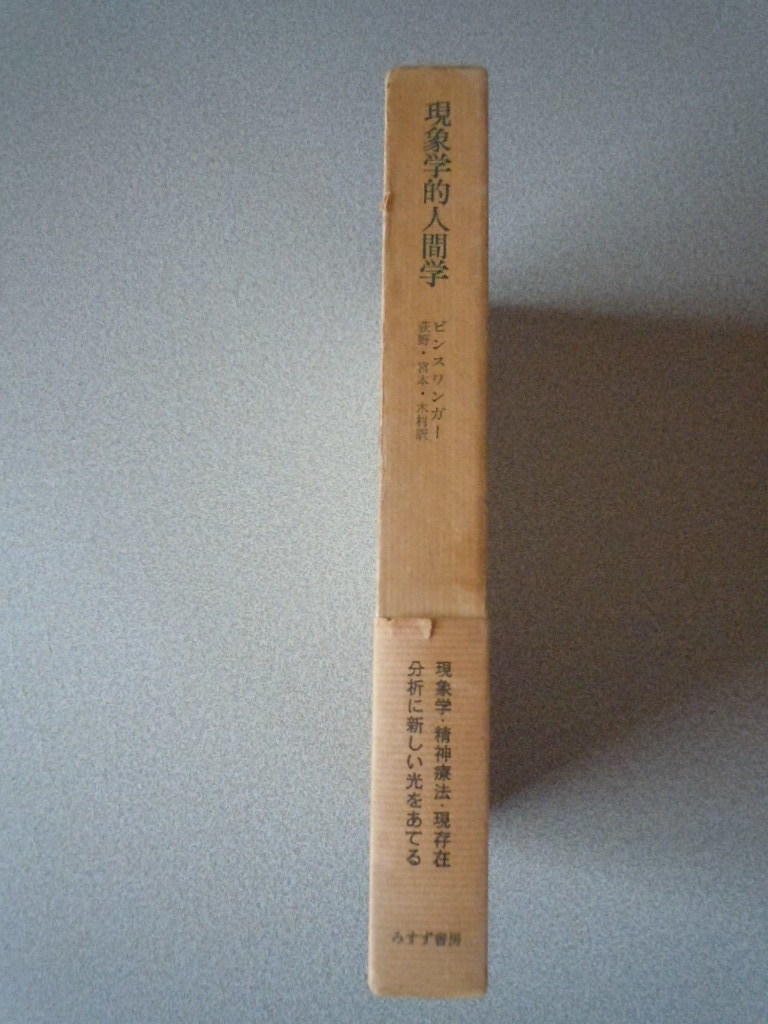 現象学的人間学
ビンスワンガー
荻野・宮本・木村訳
現象学・精神療法・現存在
分析に新しい光をあてる
みすず書房